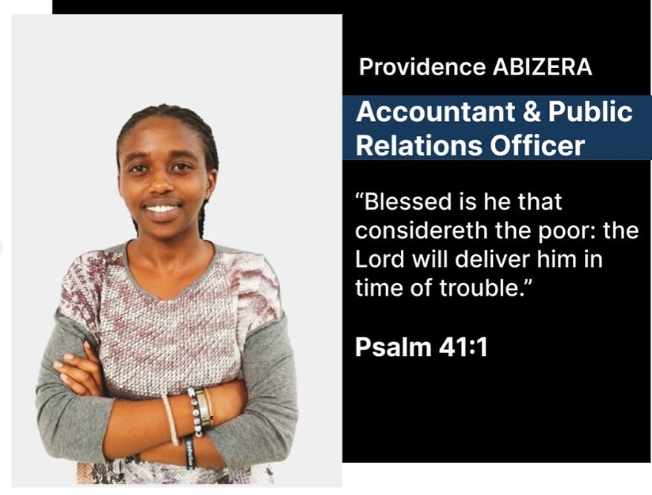 Providence ABIZERA
Accountant & Public
Relations Officer
“Blessed is he that
considereth the poor: the
Lord will deliver him in
time of trouble.”
Psalm 41:1